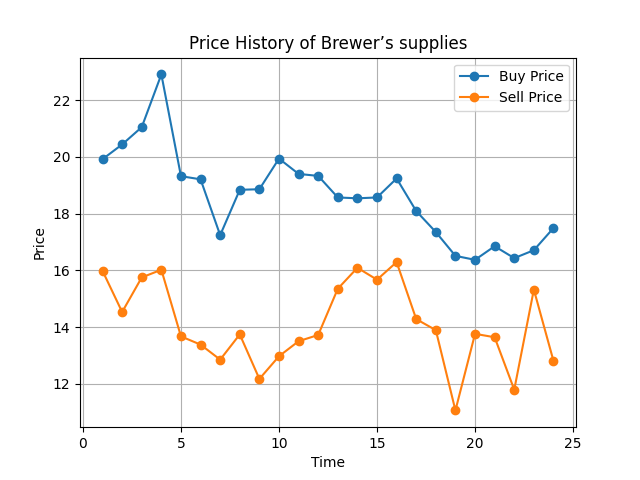 Price History of Brewer’s supplies
Buy Price
Sell Price
22
20
18
16
14
12
Price
0 5 10 15 20 25
Time